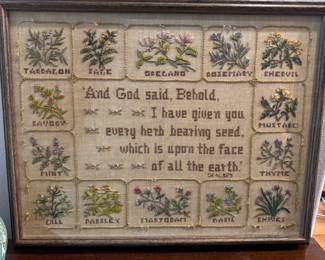 TARRAGON SAGE OREGANO ROSEMARY CHERVIL
"And God said, Behold,
I have given you
SAVORY MUSTARD
every herb bearing seed,
which is upon the face
MINT THYME
of all the earth."
DILL PARSLEY MARJORAM BASIL CHIVES